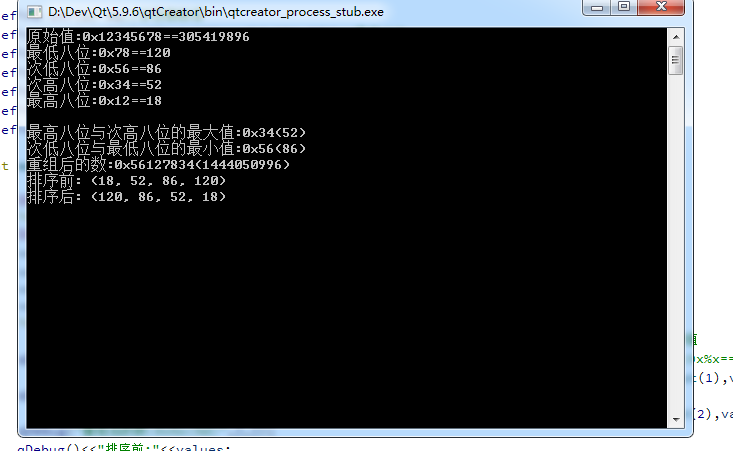 D:\Dev\Qt\5.9.6\qtCreator\bin\qtcreator_process_stub.exe
原始值:0x12345678==305419896
最低八位:0x78==120
次低八位:0x56==86
次高八位:0x34==52
最高八位:0x12==18
最高八位与次高八位的最大值:0x34(52)
次低八位与最低八位的最小值:0x56(86)
重组后的数:0x56127834(1444050996)
排序前: (18, 52, 86, 120)
排序后: (120, 86, 52, 18)
ef
ef
ef
ef
ef
ef
ef
t
值
x%x==
(1),v
(2),va
qDebug()<<"排序前:"<<values;